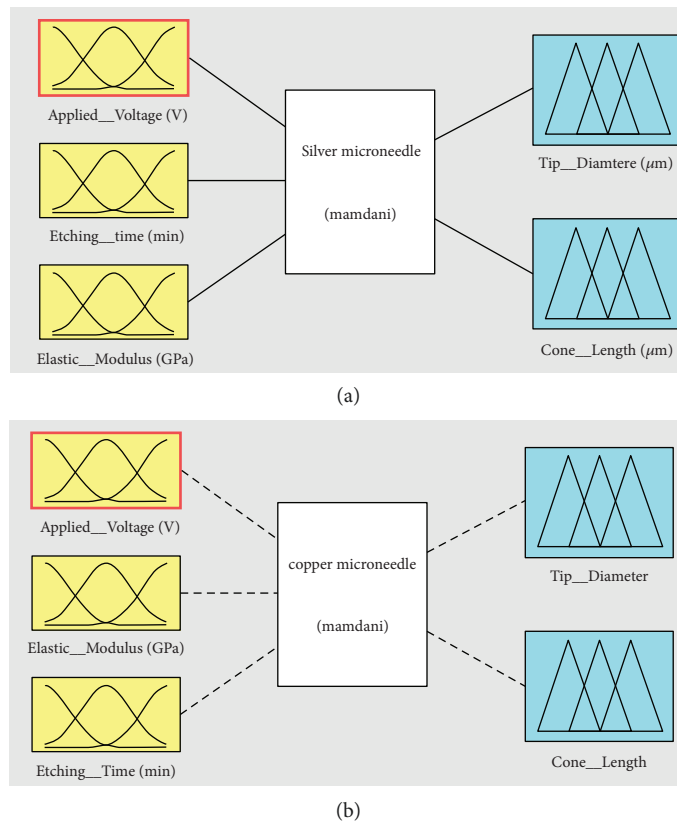 Applied__Voltage (V)
Etching__time (min)
Elastic__Modulus (GPa)
Silver microneedle
(mamdani)
Tip__Diamtere (μm)
Cone__Length (μm)
(a)
Applied__Voltage (V)
Elastic__Modulus (GPa)
Etching__Time (min)
copper microneedle
(mamdani)
Tip__Diameter
Cone__Length
(b)